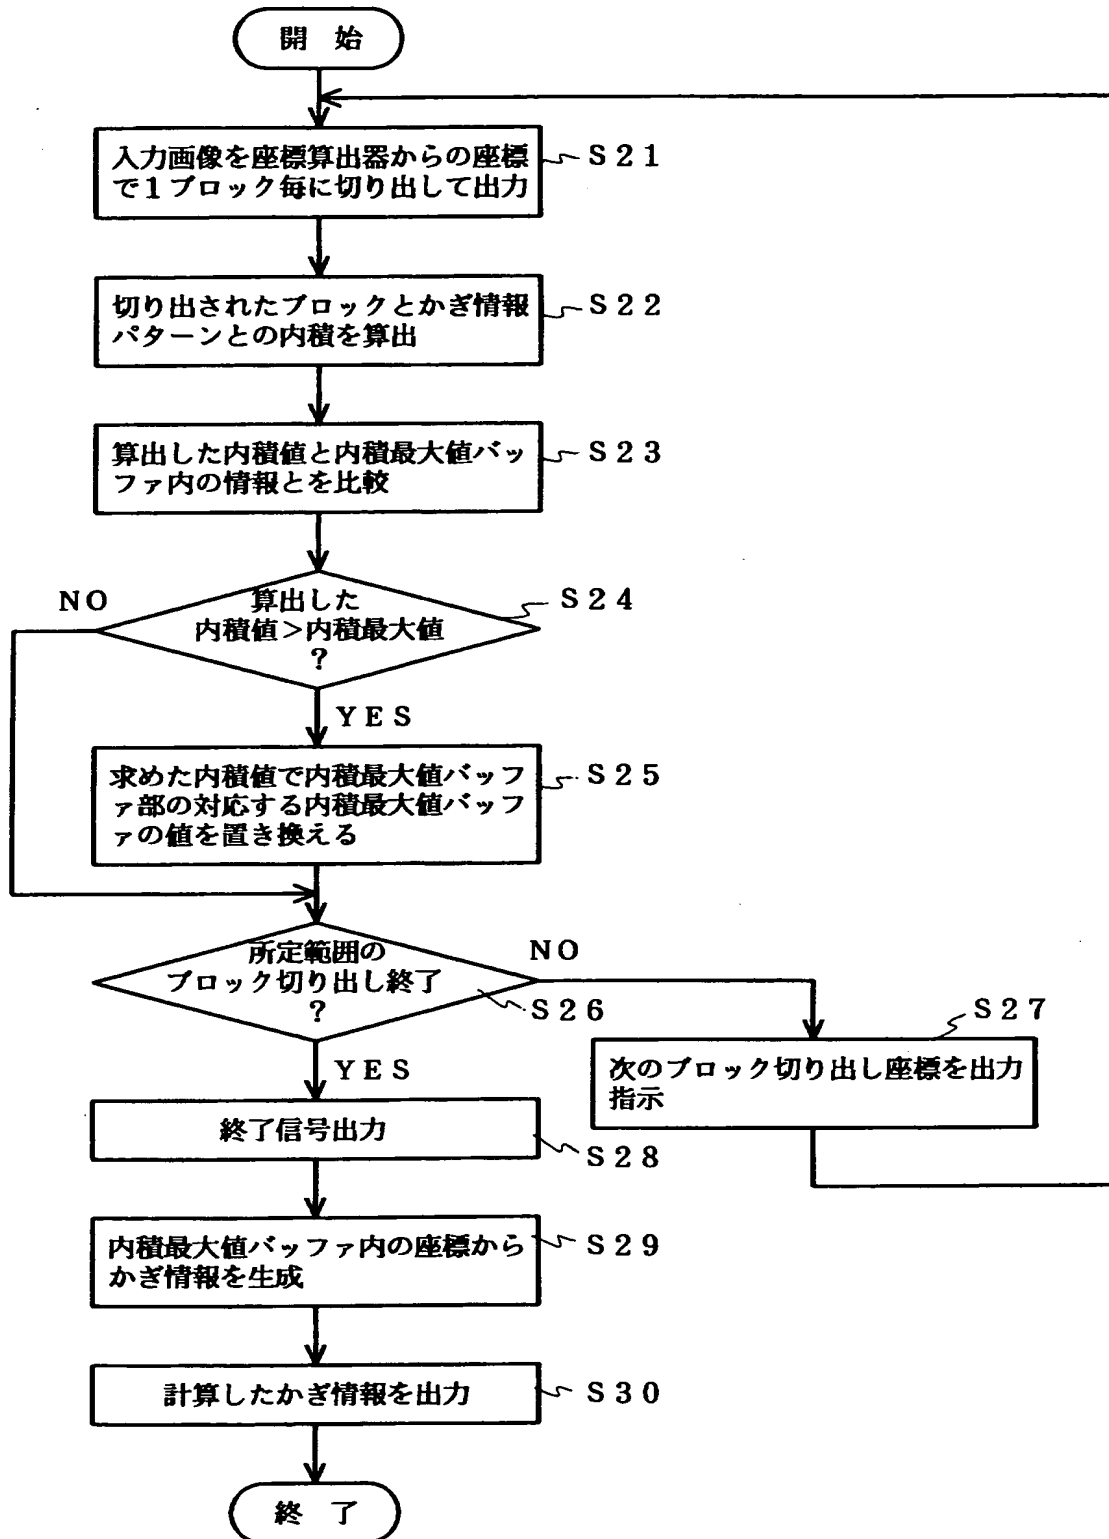 開 始
入力画像を座標算出器からの座標
で1ブロック毎に切り出して出力
S21
切り出されたブロックとかぎ情報
パターンとの内積を算出
S22
算出した内積値と内積最大値バッ
ファ内の情報とを比較
S23
算出した
内積値>内積最大値
?
S24
NO
YES
求めた内積値で内積最大値バッフ
ァ部の対応する内積最大値バッフ
ァの値を置き換える
S25
所定範囲の
ブロック切り出し終了
?
S26
NO
YES
次のブロック切り出し座標を出力
指示
S27
終了信号出力
S28
内積最大値バッファ内の座標から
かぎ情報を生成
S29
計算したかぎ情報を出力
S30
終 了